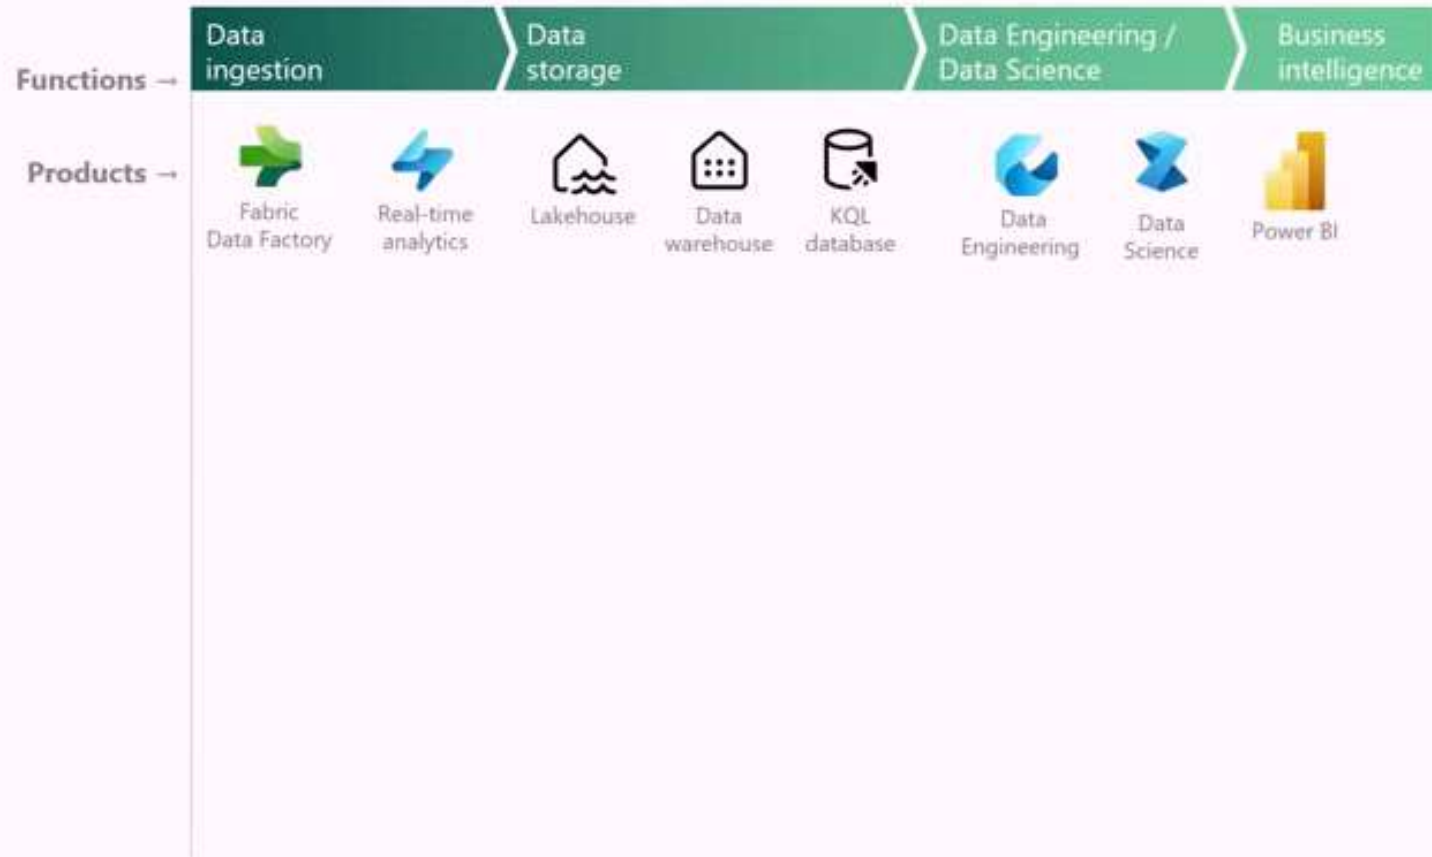 Functions →
Data
ingestion
Data
storage
Data Engineering /
Data Science
Business
intelligence
Products →
Fabric
Data Factory
Real-time
analytics
Lakehouse
Data
warehouse
KQL
database
Data
Engineering
Data
Science
Power BI